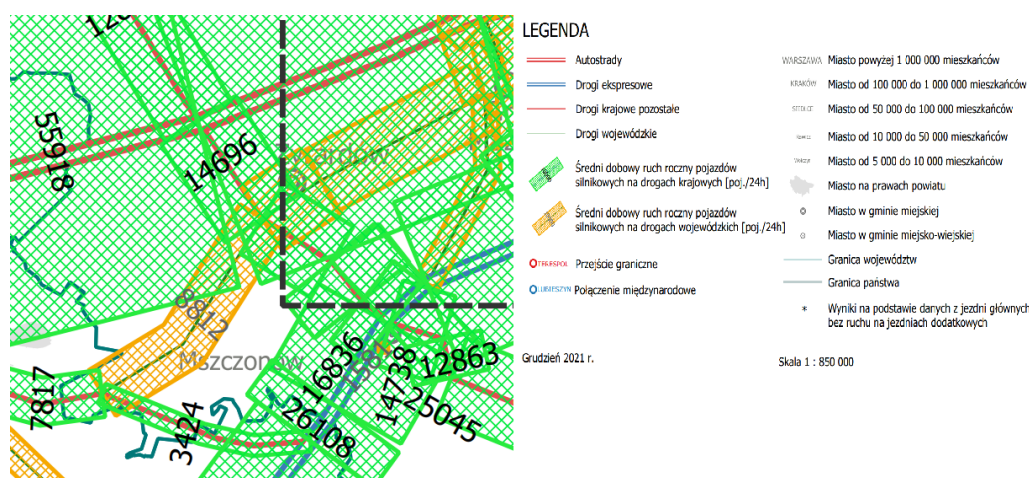 55918
14696
8812
Mszczonów
7817
3424
16836
14738
12863
25045
26108
LEGENDA
Autostrady
Drogi ekspresowe
Drogi krajowe pozostałe
Drogi wojewódzkie
Średni dobowy ruch roczny pojazdów
silnikowych na drogach krajowych [poj./24h]
Średni dobowy ruch roczny pojazdów
silnikowych na drogach wojewódzkich [poj./24h]
TERESPOL Przejście graniczne
LUBIESZYN Połączenie międzynarodowe
Grudzień 2021 r.
WARSZAWA Miasto powyżej 1 000 000 mieszkańców
KRAKÓW Miasto od 100 000 do 1 000 000 mieszkańców
SIEDLCE Miasto od 50 000 do 100 000 mieszkańców
Miasto od 10 000 do 50 000 mieszkańców
Miasto od 5 000 do 10 000 mieszkańców
Miasto na prawach powiatu
Miasto w gminie miejskiej
Miasto w gminie miejsko-wiejskiej
Granica województw
Granica państwa
* Wyniki na podstawie danych z jezdni głównych
bez ruchu na jezdniach dodatkowych
Skala 1 : 850 000